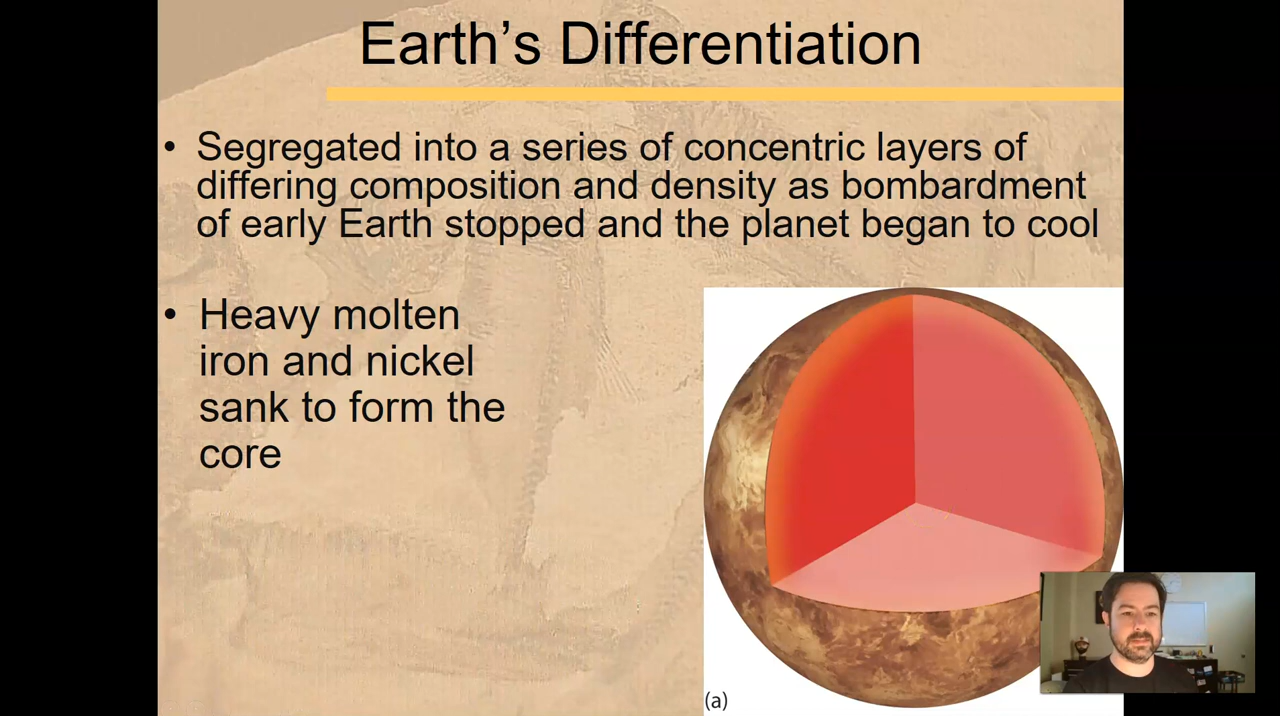 Earth’s Differentiation
• Segregated into a series of concentric layers of
differing composition and density as bombardment
of early Earth stopped and the planet began to cool
• Heavy molten
iron and nickel
sank to form the
core
(a)